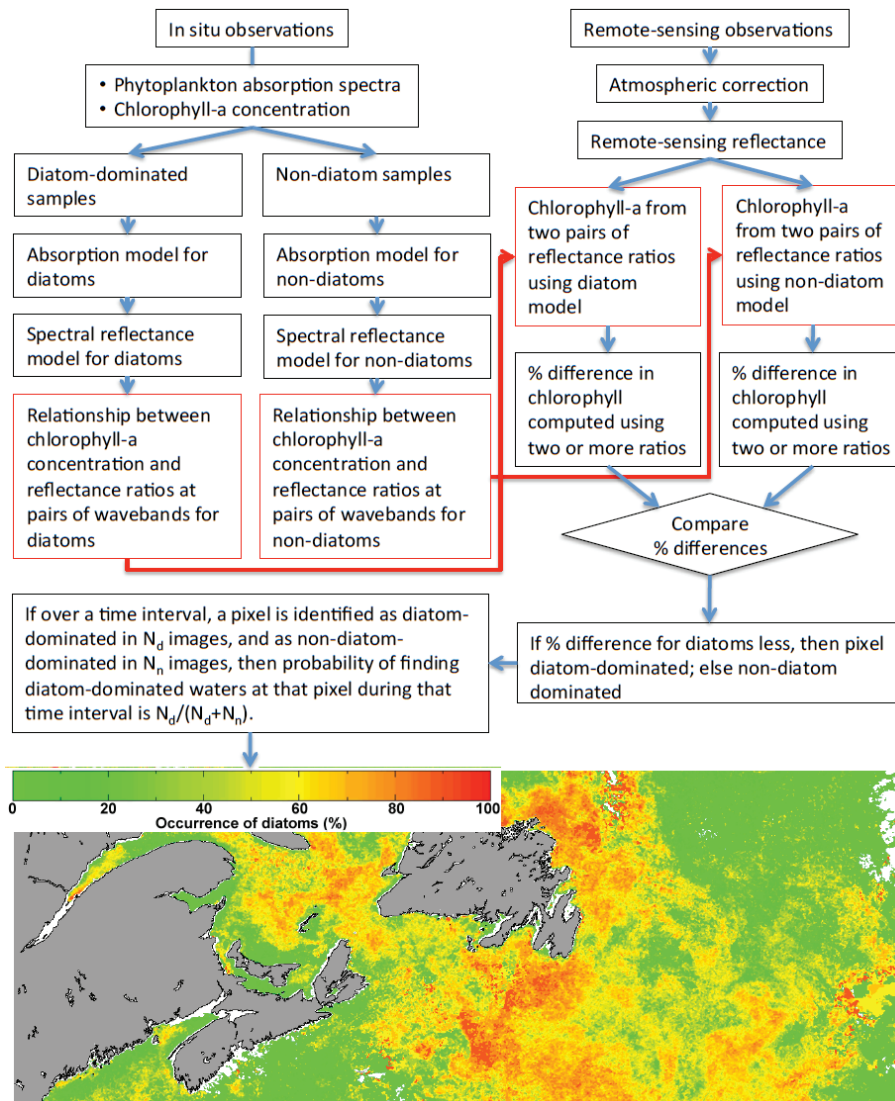 In situ observations
• Phytoplankton absorption spectra
• Chlorophyll-a concentration
Diatom-dominated
samples
Non-diatom samples
Absorption model for
diatoms
Absorption model for
non-diatoms
Spectral reflectance
model for diatoms
Spectral reflectance
model for non-diatoms
Relationship between
chlorophyll-a
concentration and
reflectance ratios at
pairs of wavebands for
diatoms
Relationship between
chlorophyll-a
concentration and
reflectance ratios at
pairs of wavebands for
non-diatoms
Remote-sensing observations
Atmospheric correction
Remote-sensing reflectance
Chlorophyll-a from
two pairs of
reflectance ratios
using diatom
model
Chlorophyll-a
from two pairs of
reflectance ratios
using non-diatom
model
% difference in
chlorophyll
computed using
two or more ratios
% difference in
chlorophyll
computed using
two or more ratios
Compare
% differences
If % difference for diatoms less, then pixel
diatom-dominated; else non-diatom
dominated
If over a time interval, a pixel is identified as diatom-
dominated in Nd images, and as non-diatom-
dominated in Nn images, then probability of finding
diatom-dominated waters at that pixel during that
time interval is Nd/(Nd+Nn).
0 20 40 60 80 100
Occurrence of diatoms (%)